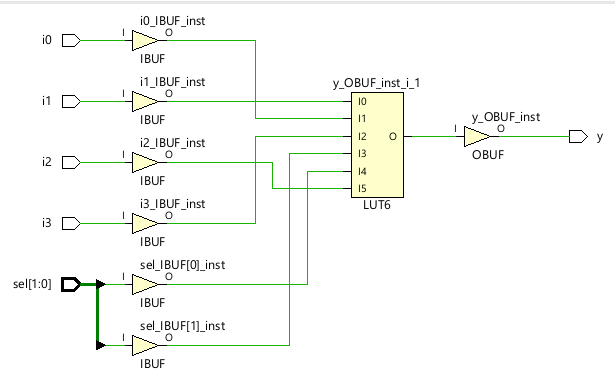 i0_IBUF_inst
i0 I O
IBUF
i1_IBUF_inst
y_OBUF_inst_i_1
i1 I O
IBUF
I0
I1
I2
I3
I4
I5
O
LUT6
y_OBUF_inst
I O
y
OBUF
i2_IBUF_inst
i2 I O
IBUF
i3_IBUF_inst
i3 I O
IBUF
sel_IBUF[0]_inst
sel[1:0] I O
IBUF
sel_IBUF[1]_inst
I O
IBUF